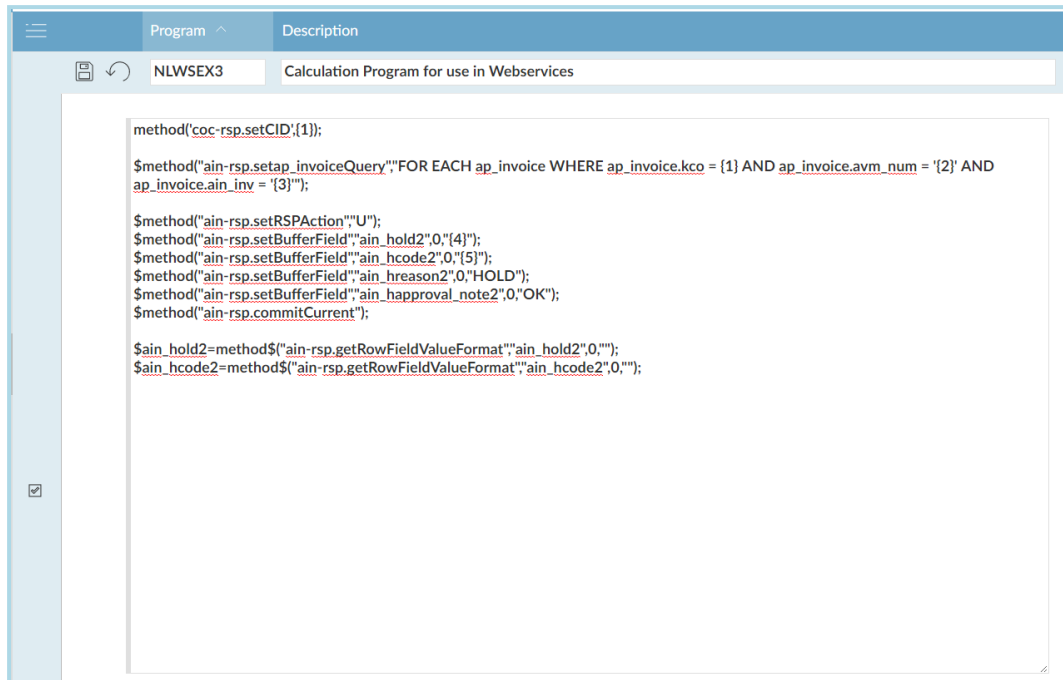 Program Description
NLWSEX3 Calculation Program for use in Webservices
method('coc-rsp.setCID',{1});
$method("ain-rsp.setap_invoiceQuery","FOR EACH ap_invoice WHERE ap_invoice.kco = {1} AND ap_invoice.avm_num = '{2}' AND
ap_invoice.ain_inv = '{3}'");
$method("ain-rsp.setRSPAction","U");
$method("ain-rsp.setBufferField","ain_hold2",0,"{4}");
$method("ain-rsp.setBufferField","ain_hcode2",0,"{5}");
$method("ain-rsp.setBufferField","ain_hreason2",0,"HOLD");
$method("ain-rsp.setBufferField","ain_happroval_note2",0,"OK");
$method("ain-rsp.commitCurrent");
$ain_hold2=method$("ain-rsp.getRowFieldValueFormat","ain_hold2",0,"");
$ain_hcode2=method$("ain-rsp.getRowFieldValueFormat","ain_hcode2",0,"");